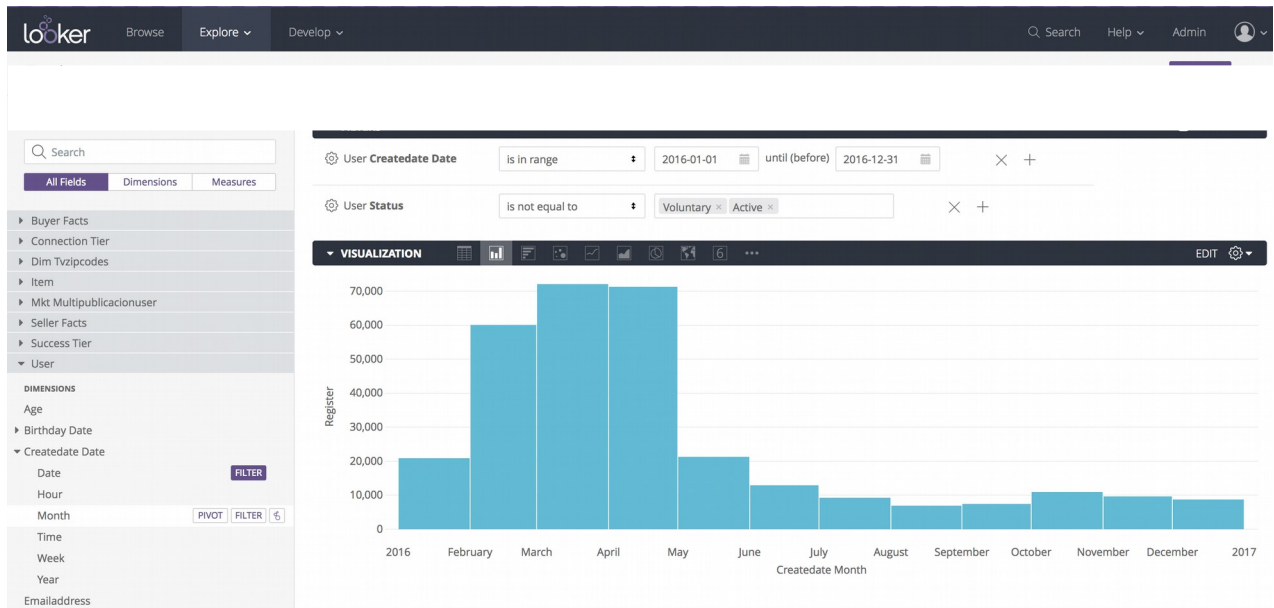 looker Browse Explore Develop Search Help Admin
Search
All Fields Dimensions Measures
Buyer Facts
Connection Tier
Dim Tvzipcodes
Item
Mkt Multipublicacionuser
Seller Facts
Success Tier
User
DIMENSIONS
Age
Birthday Date
Createdate Date
Date FILTER
Hour
Month PIVOT FILTER
Time
Week
Year
Emailaddress
User Createdate Date is in range 2016-01-01 until (before) 2016-12-31
User Status is not equal to Voluntary × Active ×
VISUALIZATION 6 ... EDIT
70,000
60,000
50,000
40,000
30,000
20,000
10,000
0
Register
2016 February March April May June July August September October November December 2017
Createdate Month